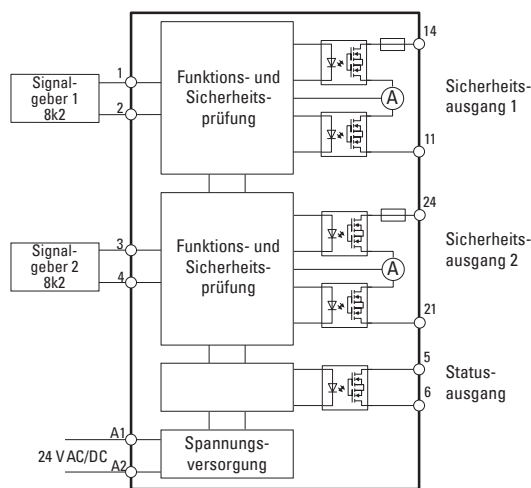 14
1
Signal-
geber 1
8k2
2
Funktions- und
Sicherheits-
prüfung
A
Sicherheits-
ausgang 1
11
24
3
Signal-
geber 2
8k2
4
Funktions- und
Sicherheits-
prüfung
A
Sicherheits-
ausgang 2
21
5
Status-
ausgang
6
A1
24 V AC/DC
A2
Spannungs-
versorgung